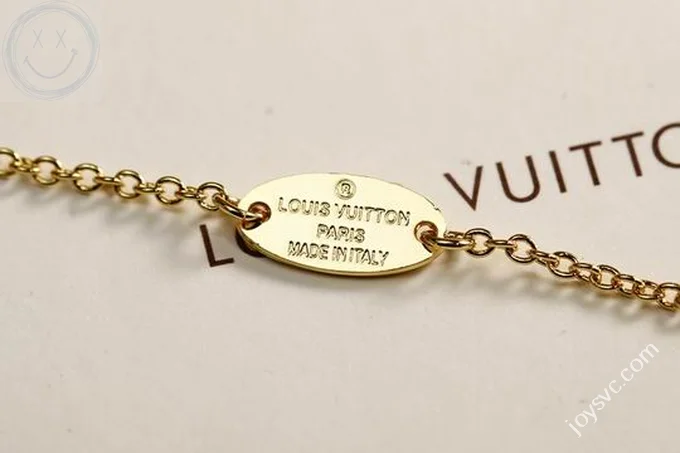 VUITTO
L
®
LOUIS VUITTON
PARIS
MADE IN ITALY
joysvc.com